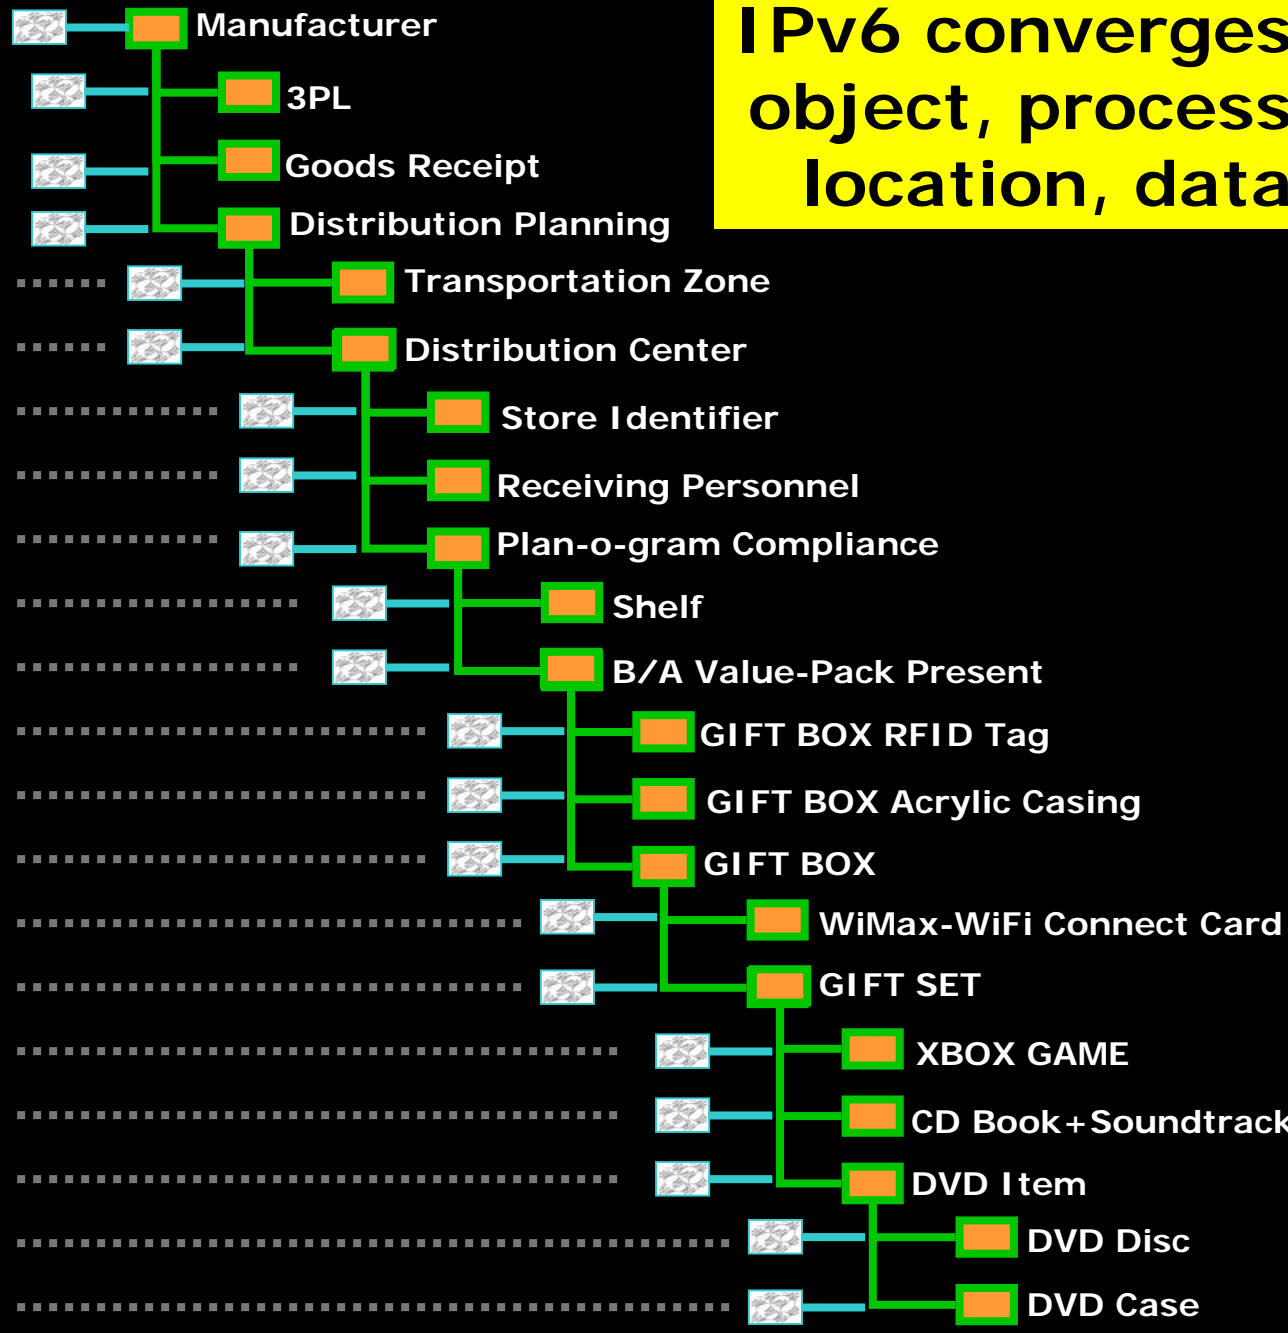 Manufacturer
IPv6 converges
object, process
location, data
3PL
Goods Receipt
Distribution Planning
Transportation Zone
Distribution Center
Store Identifier
Receiving Personnel
Plan-o-gram Compliance
Shelf
B/A Value-Pack Present
GIFT BOX RFID Tag
GIFT BOX Acrylic Casing
GIFT BOX
WiMax-WiFi Connect Card
GIFT SET
XBOX GAME
CD Book+Soundtrack
DVD Item
DVD Disc
DVD Case